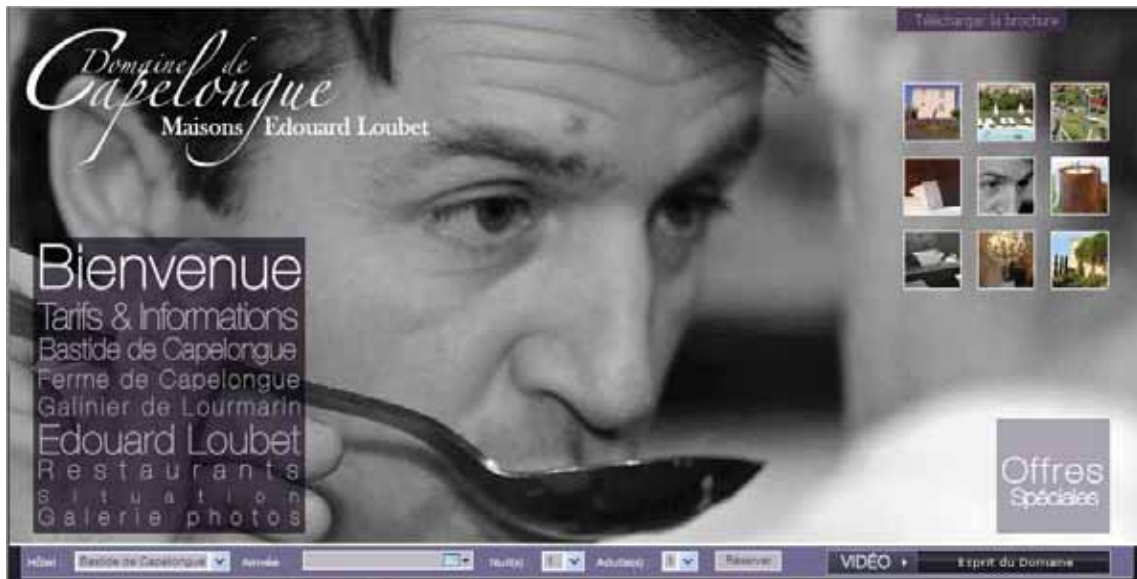 Télécharger la brochure
Domaine de
Capelongue
Maisons Edouard Loubet
Bienvenue
Tarifs & Informations
Bastide de Capelongue
Ferme de Capelongue
Galinier de Lourmarin
Edouard Loubet
Restaurants
Situation
Galerie photos
Offres
Spéciales
Hôtel Bastide de Capelongue Arrivée Nuit(s) 1 Adulte(s) Réserver VIDÉO Esprit du Domaine